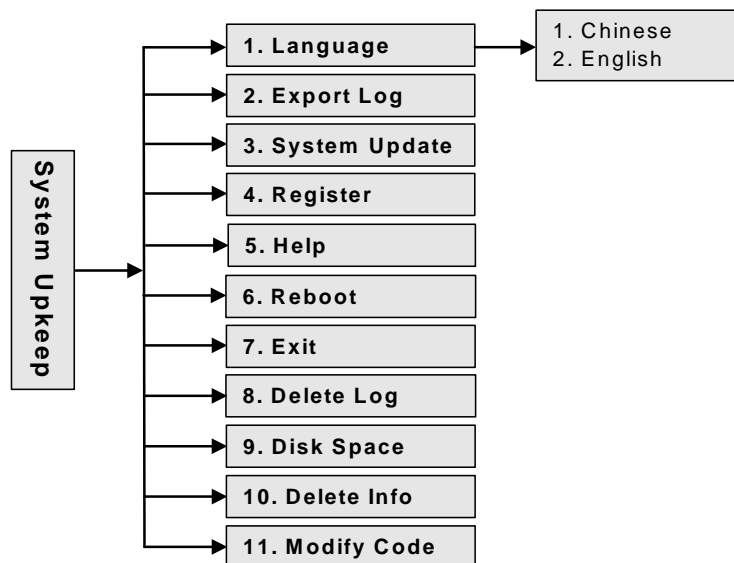 System Upkeep
1. Language
1. Chinese
2. English
2. Export Log
3. System Update
4. Register
5. Help
6. Reboot
7. Exit
8. Delete Log
9. Disk Space
10. Delete Info
11. Modify Code